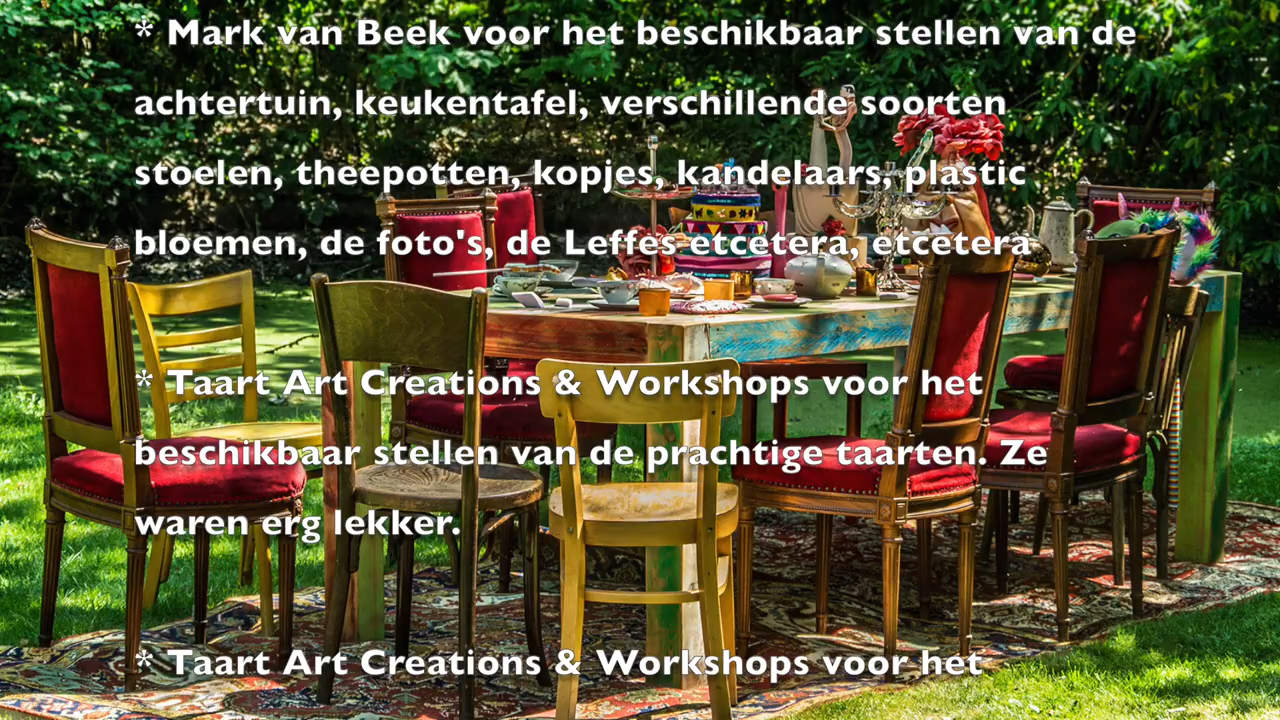 * Mark van Beek voor het beschikbaar stellen van de
achtertuin, keukentafel, verschillende soorten
stoelen, theepotten, kopjes, kandelaars, plastic
bloemen, de foto's, de Leffes etcetera, etcetera
* Taart Art Creations & Workshops voor het
beschikbaar stellen van de prachtige taarten. Ze
waren erg lekker.
* Taart Art Creations & Workshops voor het